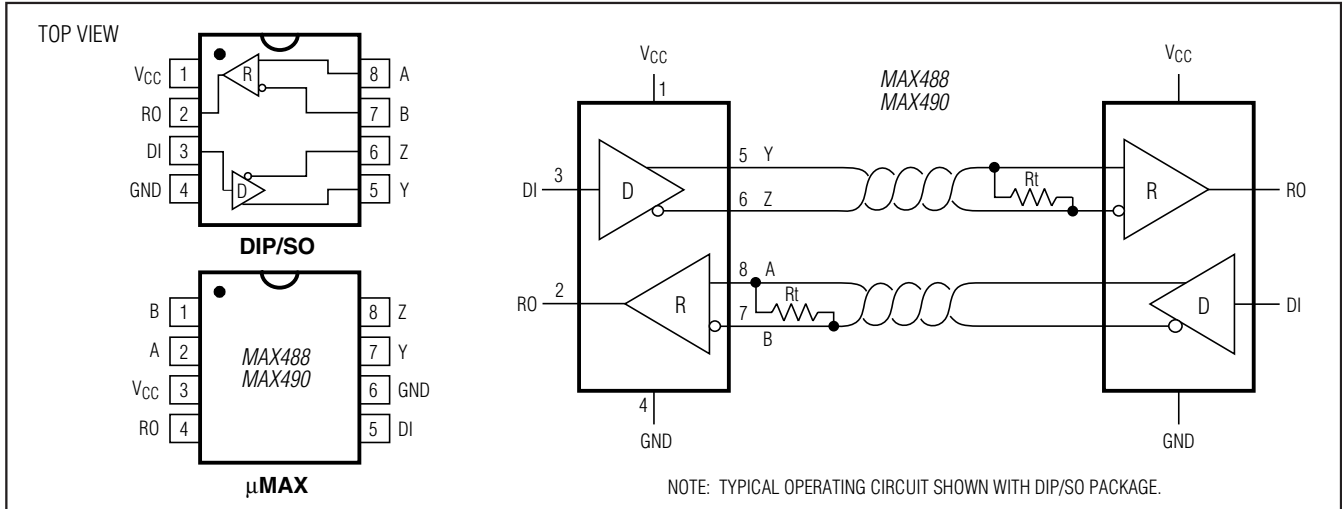 TOP VIEW
VCC 1
RO 2
DI 3
GND 4
8 A
7 B
6 Z
5 Y
R
D
DIP/SO
B 1
A 2
VCC 3
RO 4
8 Z
7 Y
6 GND
5 DI
MAX488
MAX490
µMAX
MAX488
MAX490
VCC
1
DI 3
D
5 Y
6 Z
Rt
R
RO
VCC
RO 2
R
8 A
7
B
Rt
D
DI
4
GND
GND
NOTE: TYPICAL OPERATING CIRCUIT SHOWN WITH DIP/SO PACKAGE.